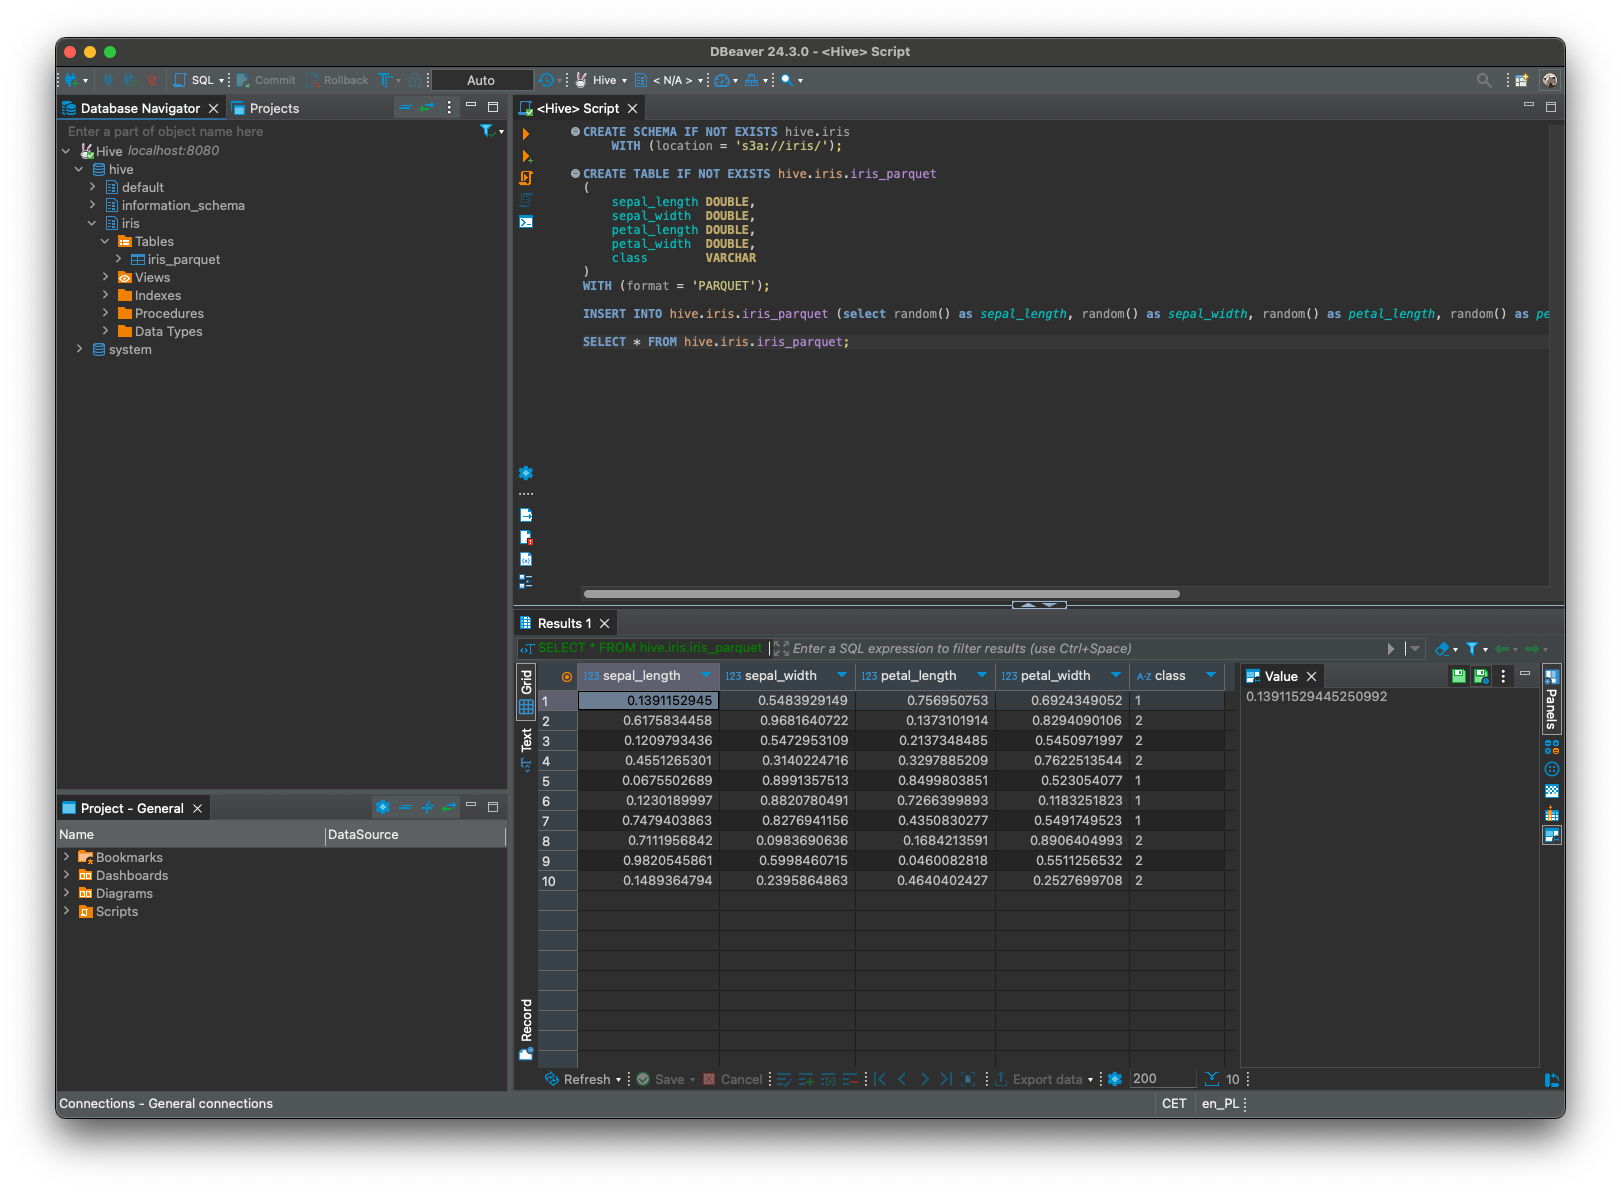 DBeaver 24.3.0 - <Hive> Script
SQL
Commit
Rollback
Auto
Hive
< N/A >
Database Navigator
Projects
Enter a part of object name here
Hive localhost:8080
hive
default
information_schema
iris
Tables
iris_parquet
Views
Indexes
Procedures
Data Types
system
Project - General
Name DataSource
Bookmarks
Dashboards
Diagrams
Scripts
<Hive> Script
CREATE SCHEMA IF NOT EXISTS hive.iris
WITH (location = 's3a://iris/');
CREATE TABLE IF NOT EXISTS hive.iris.iris_parquet
(
sepal_length DOUBLE,
sepal_width DOUBLE,
petal_length DOUBLE,
petal_width DOUBLE,
class VARCHAR
)
WITH (format = 'PARQUET');
INSERT INTO hive.iris.iris_parquet (select random() as sepal_length, random() as sepal_width, random() as petal_length, random() as pe
SELECT * FROM hive.iris.iris_parquet;
Results 1
SELECT * FROM hive.iris.iris_parquet
Enter a SQL expression to filter results (use Ctrl+Space)
Grid
Text
Record
123 sepal_length 123 sepal_width 123 petal_length 123 petal_width A-Z class
1 0.1391152945 0.5483929149 0.756950753 0.6924349052 1
2 0.6175834458 0.9681640722 0.1373101914 0.8294090106 2
3 0.1209793436 0.5472953109 0.2137348485 0.5450971997 2
4 0.4551265301 0.3140224716 0.3297885209 0.7622513544 2
5 0.0675502689 0.8991357513 0.8499803851 0.523054077 1
6 0.1230189997 0.8820780491 0.7266399893 0.1183251823 1
7 0.7479403863 0.8276941156 0.4350830277 0.5491749523 1
8 0.7111956842 0.0983690636 0.1684213591 0.8906404993 2
9 0.9820545861 0.5998460715 0.0460082818 0.5511256532 2
10 0.1489364794 0.2395864863 0.4640402427 0.2527699708 2
Value
0.13911529445250992
Panels
Refresh
Save
Cancel
Export data
200
10
Connections - General connections
CET
en_PL